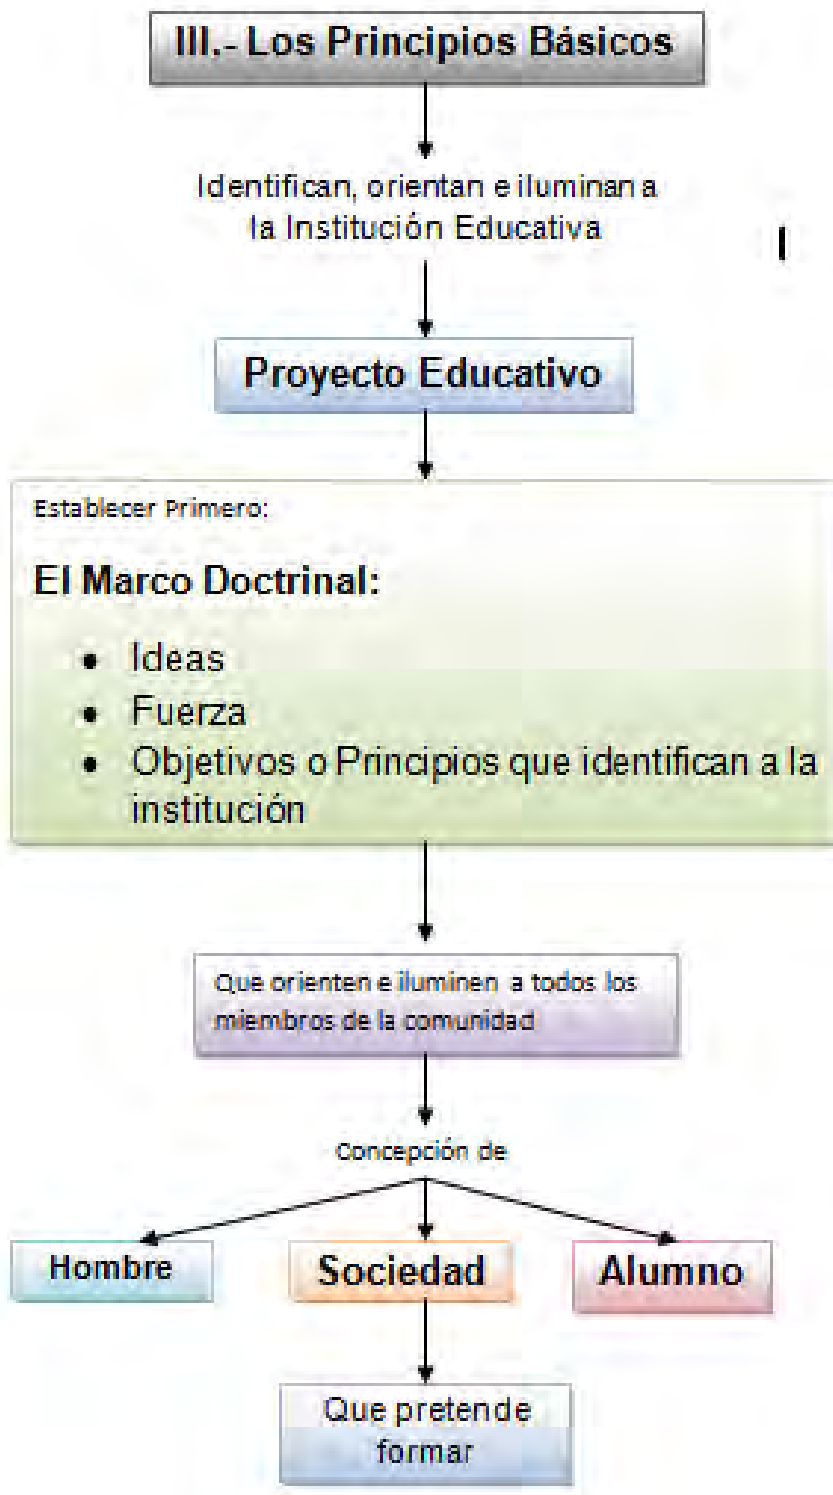 III.- Los Principios Básicos
Identifican, orientan e iluminan a
la Institución Educativa
Proyecto Educativo
Establecer Primero:
El Marco Doctrinal:
• Ideas
• Fuerza
• Objetivos o Principios que identifican a la
institución
Que orienten e iluminen a todos los
miembros de la comunidad
Concepción de
Hombre
Sociedad
Alumno
Que pretende
formar